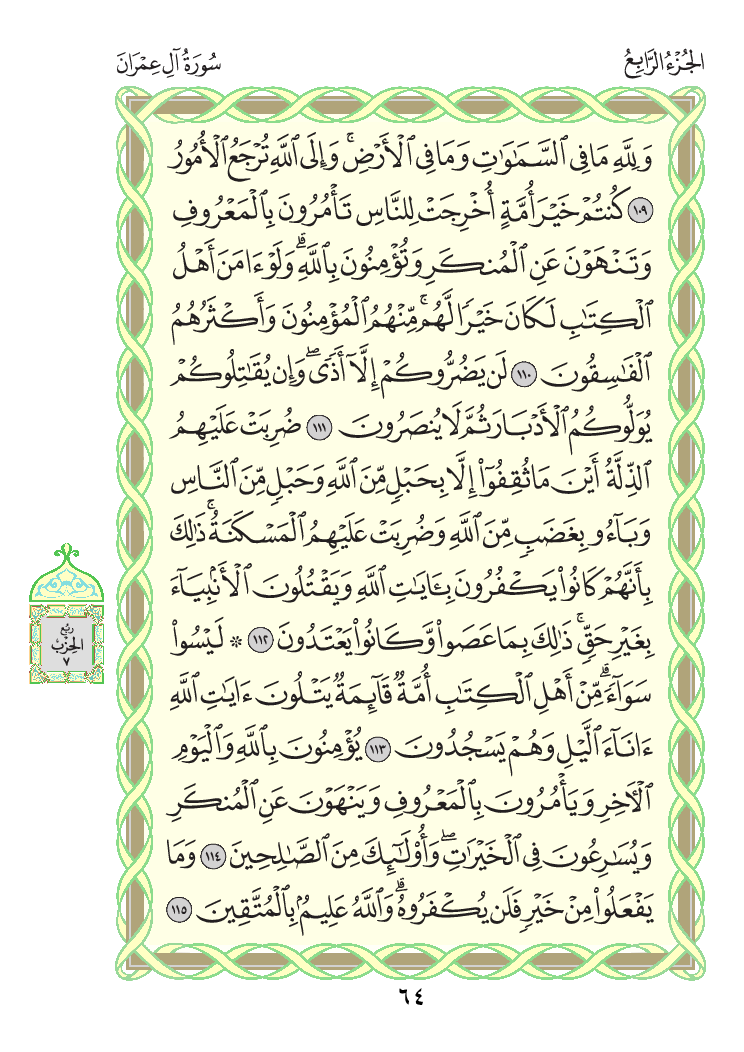 الجُزْءُ الرَّابِعُ
سُورَةُ آلِ عِمْرَانَ
وَلِلَّهِ مَا فِي ٱلسَّمَٰوَٰتِ وَمَا فِي ٱلْأَرْضِۚ وَإِلَى ٱللَّهِ تُرْجَعُ ٱلْأُمُورُ
١٠٩ كُنتُمْ خَيْرَ أُمَّةٍ أُخْرِجَتْ لِلنَّاسِ تَأْمُرُونَ بِٱلْمَعْرُوفِ
وَتَنْهَوْنَ عَنِ ٱلْمُنكَرِ وَتُؤْمِنُونَ بِٱللَّهِۗ وَلَوْ ءَامَنَ أَهْلُ
ٱلْكِتَٰبِ لَكَانَ خَيْرًا لَّهُمۚ مِّنْهُمُ ٱلْمُؤْمِنُونَ وَأَكْثَرُهُمُ
ٱلْفَٰسِقُونَ ١١٠ لَن يَضُرُّوكُمْ إِلَّآ أَذًىۖ وَإِن يُقَٰتِلُوكُمْ
يُوَلُّوكُمُ ٱلْأَدْبَارَ ثُمَّ لَا يُنصَرُونَ ١١١ ضُرِبَتْ عَلَيْهِمُ
ٱلذِّلَّةُ أَيْنَ مَا ثُقِفُوٓا۟ إِلَّا بِحَبْلٍ مِّنَ ٱللَّهِ وَحَبْلٍ مِّنَ ٱلنَّاسِ
وَبَآءُو بِغَضَبٍ مِّنَ ٱللَّهِ وَضُرِبَتْ عَلَيْهِمُ ٱلْمَسْكَنَةُۚ ذَٰلِكَ
بِأَنَّهُمْ كَانُوا۟ يَكْفُرُونَ بِـَٔايَٰتِ ٱللَّهِ وَيَقْتُلُونَ ٱلْأَنۢبِيَآءَ
بِغَيْرِ حَقٍّۚ ذَٰلِكَ بِمَا عَصَوا۟ وَّكَانُوا۟ يَعْتَدُونَ ١١٢ ۞ لَيْسُوا۟
سَوَآءًۗ مِّنْ أَهْلِ ٱلْكِتَٰبِ أُمَّةٌ قَآئِمَةٌ يَتْلُونَ ءَايَٰتِ ٱللَّهِ
ءَانَآءَ ٱلَّيْلِ وَهُمْ يَسْجُدُونَ ١١٣ يُؤْمِنُونَ بِٱللَّهِ وَٱلْيَوْمِ
ٱلْءَاخِرِ وَيَأْمُرُونَ بِٱلْمَعْرُوفِ وَيَنْهَوْنَ عَنِ ٱلْمُنكَرِ
وَيُسَٰرِعُونَ فِي ٱلْخَيْرَٰتِۖ وَأُو۟لَٰٓئِكَ مِنَ ٱلصَّٰلِحِينَ ١١٤ وَمَا
يَفْعَلُوا۟ مِنْ خَيْرٍ فَلَن يُكْفَرُوهُۗ وَٱللَّهُ عَلِيمٌۢ بِٱلْمُتَّقِينَ ١١٥
رُبُعُ
الحِزْبِ
٧
٦٤